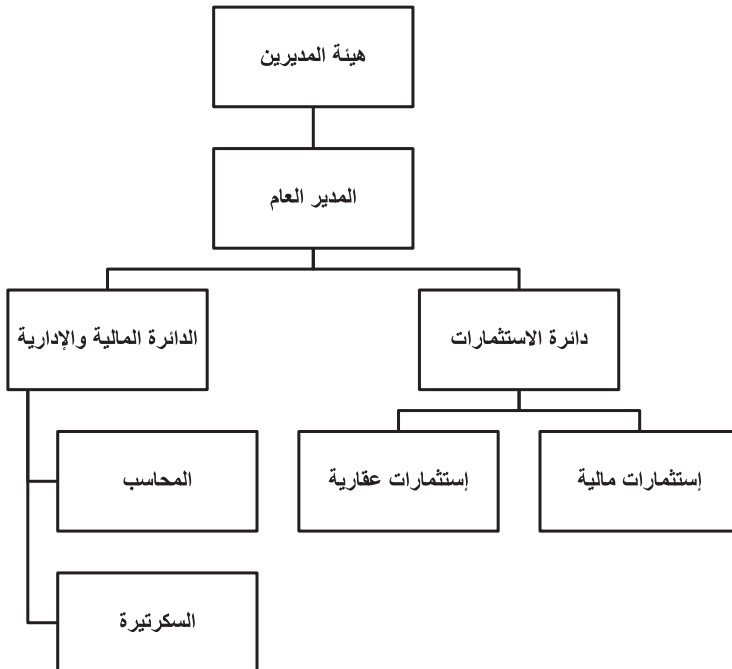 هيئة المديرين
المدير العام
دائرة الاستثمارات
الدائرة المالية والإدارية
إستثمارات مالية
إستثمارات عقارية
المحاسب
السكرتيرة